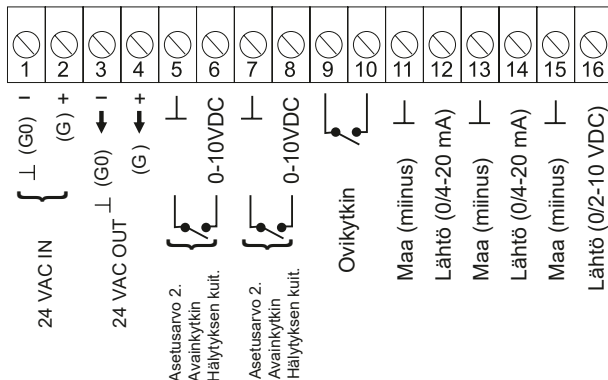 1 2 3 4 5 6 7 8 9 10 11 12 13 14 15 16
⊥ (G0) −
(G) +
⊥ (G0) −
(G) +
24 VAC IN
24 VAC OUT
0-10VDC
Asetusarvo 2.
Avainkytkin
Hälytyksen kuit.
0-10VDC
Asetusarvo 2.
Avainkytkin
Hälytyksen kuit.
Ovikytkin
Maa (miinus)
Lähtö (0/4-20 mA)
Maa (miinus)
Lähtö (0/4-20 mA)
Maa (miinus)
Lähtö (0/2-10 VDC)